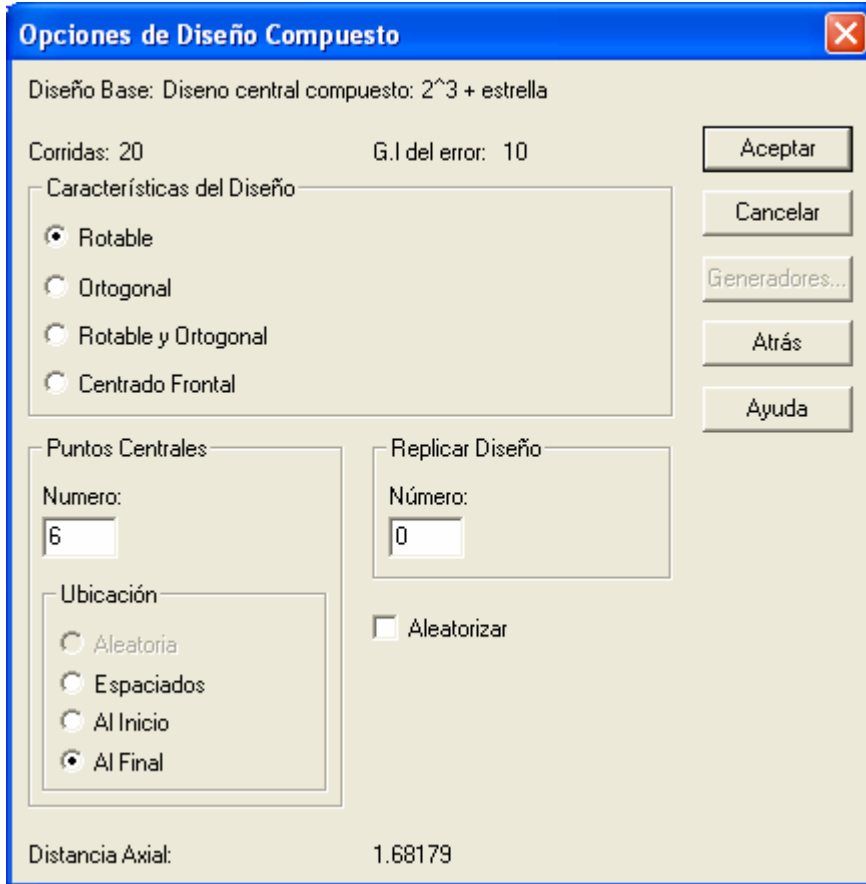 Opciones de Diseño Compuesto
Diseño Base: Diseno central compuesto: 2^3 + estrella
Corridas: 20 G.l del error: 10
Aceptar
Características del Diseño
Cancelar
Rotable
Generadores...
Ortogonal
Rotable y Ortogonal
Atrás
Centrado Frontal
Ayuda
Puntos Centrales
Numero:
6
Replicar Diseño
Número:
0
Ubicación
Aleatoria
Espaciados
Al Inicio
Al Final
Aleatorizar
Distancia Axial: 1.68179